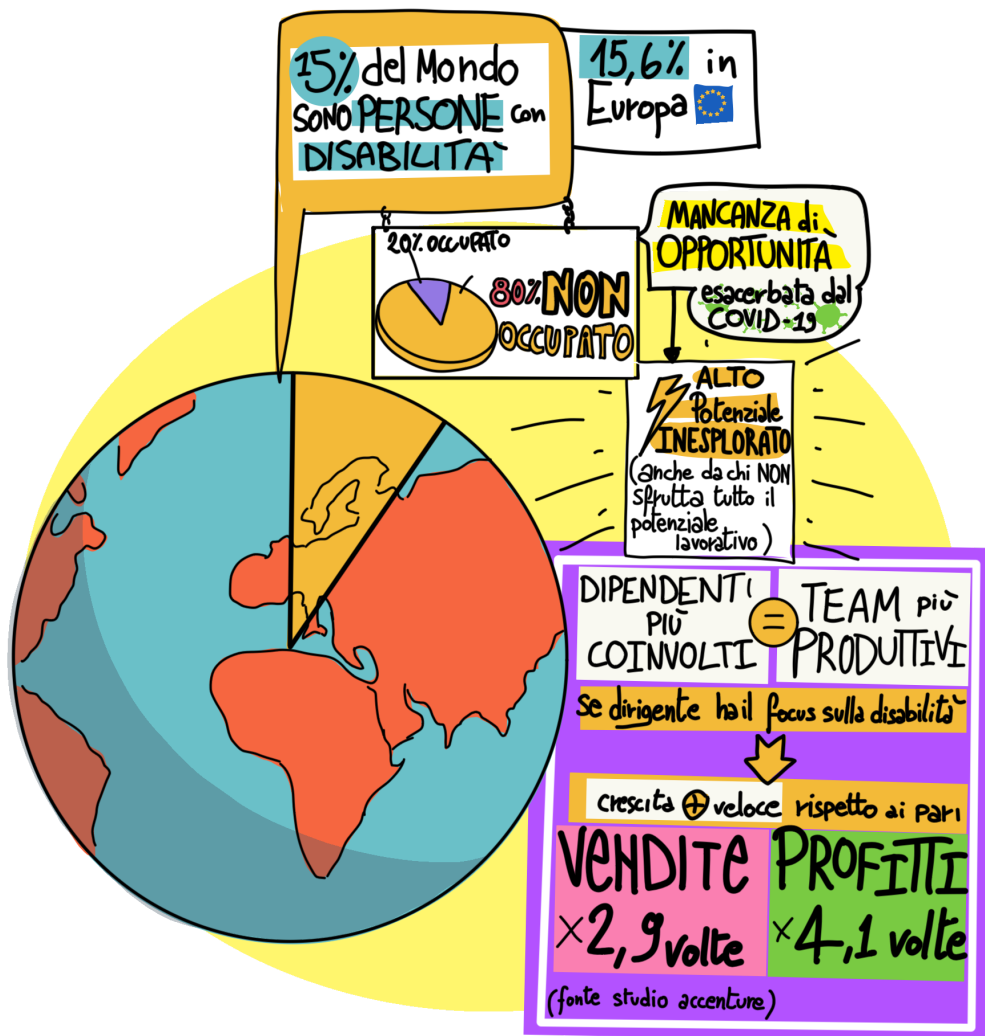 15% del Mondo
SONO PERSONE con
DISABILITÀ
15,6% in
Europa
20% OCCUPATO
80% NON
OCCUPATO
MANCANZA di
OPPORTUNITÀ
esacerbata dal
COVID-19
ALTO
Potenziale
INESPLORATO
(anche da chi NON
sfrutta tutto il
potenziale
lavorativo)
DIPENDENTI
PIÙ
COINVOLTI
=
TEAM più
PRODUTTIVI
se dirigente ha il focus sulla disabilità
crescita + veloce rispetto ai pari
VENDITE
×2,9 volte
PROFITTI
×4,1 volte
(fonte studio accenture)